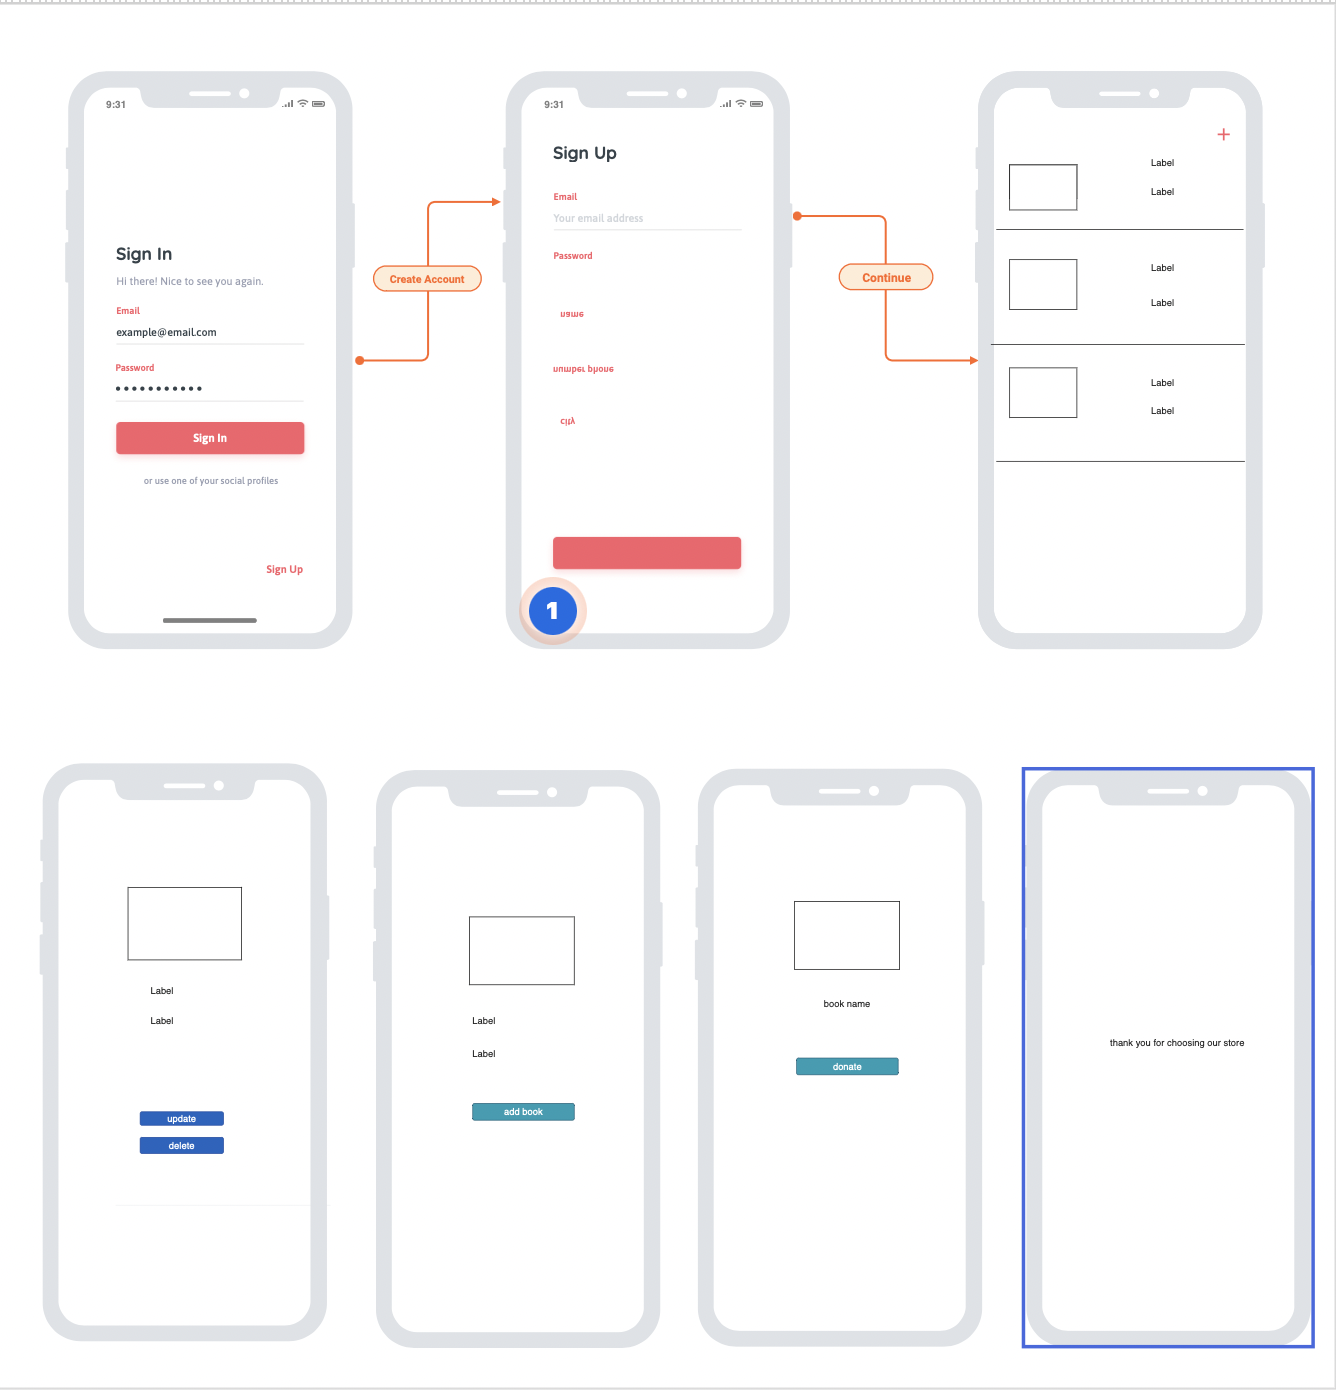 9:31
Sign In
Hi there! Nice to see you again.
Email
example@email.com
Password
Sign In
or use one of your social profiles
Sign Up
Create Account
9:31
Sign Up
Email
Your email address
Password
name
number phone
city
1
Continue
+
Label
Label
Label
Label
Label
Label
Label
Label
update
delete
Label
Label
add book
book name
donate
thank you for choosing our store